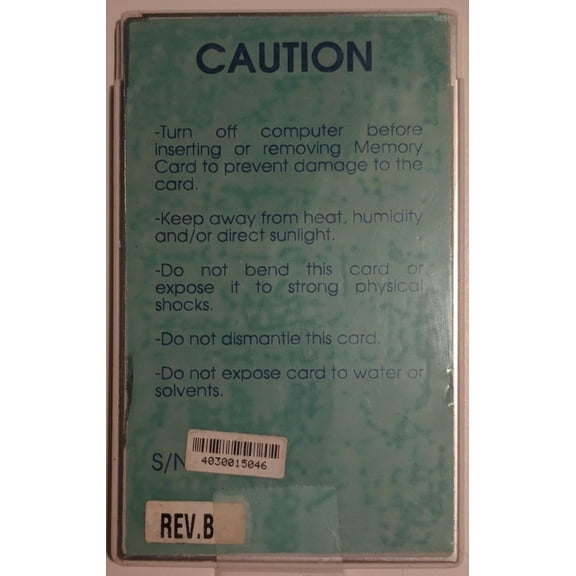 CAUTION
-Turn off computer before
inserting or removing Memory
Card to prevent damage to the
card.
-Keep away from heat, humidity
and/or direct sunlight.
-Do not bend this card or
expose it to strong physical
shocks.
-Do not dismantle this card.
-Do not expose card to water or
solvents.
S/N
4030015046
REV.B